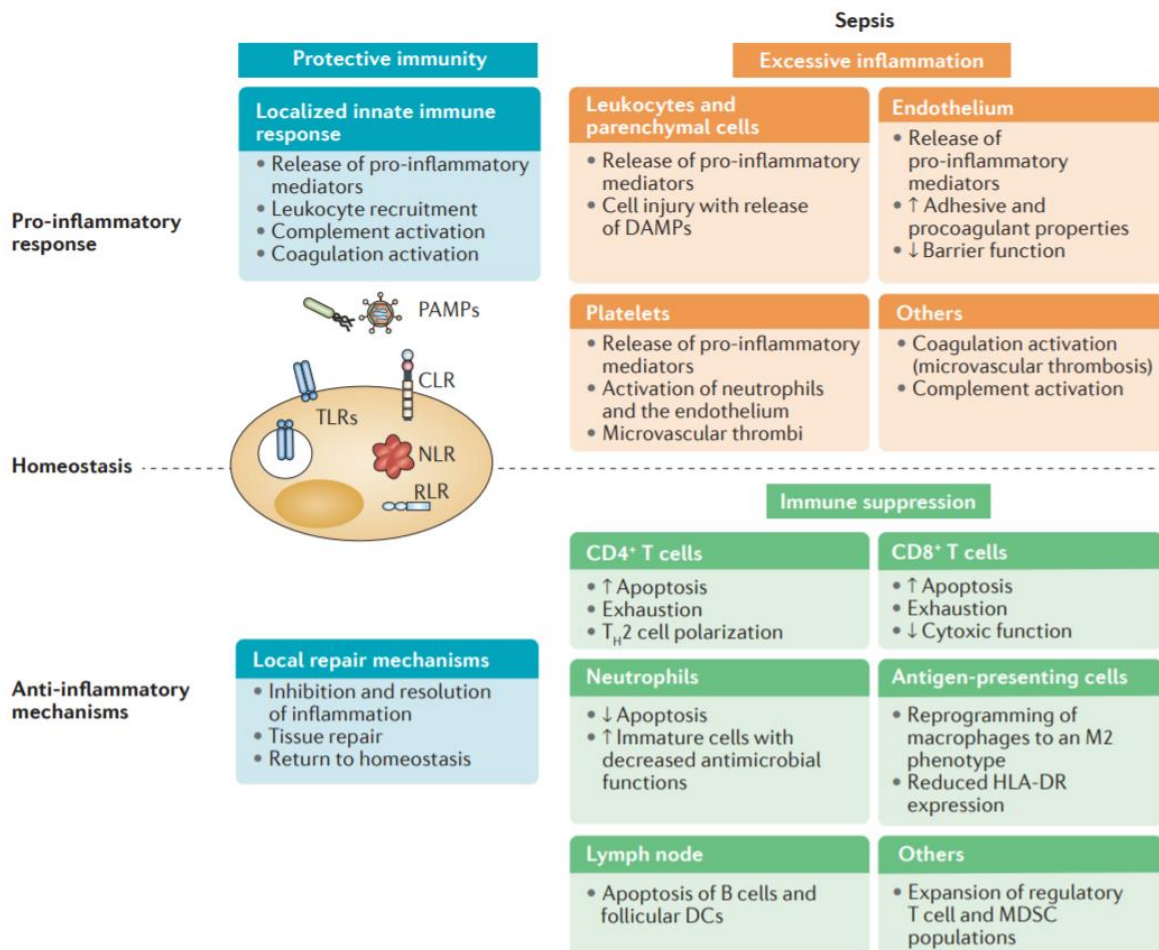 Sepsis
Protective immunity
Excessive inflammation
Pro-inflammatory
response
Localized innate immune
response
• Release of pro-inflammatory
mediators
• Leukocyte recruitment
• Complement activation
• Coagulation activation
Leukocytes and
parenchymal cells
• Release of pro-inflammatory
mediators
• Cell injury with release
of DAMPs
Endothelium
• Release of
pro-inflammatory
mediators
• ↑ Adhesive and
procoagulant properties
• ↓ Barrier function
PAMPs
CLR
TLRs
NLR
RLR
Platelets
• Release of pro-inflammatory
mediators
• Activation of neutrophils
and the endothelium
• Microvascular thrombi
Others
• Coagulation activation
(microvascular thrombosis)
• Complement activation
Homeostasis
Immune suppression
CD4⁺ T cells
• ↑ Apoptosis
• Exhaustion
• T_H2 cell polarization
CD8⁺ T cells
• ↑ Apoptosis
• Exhaustion
• ↓ Cytoxic function
Anti-inflammatory
mechanisms
Local repair mechanisms
• Inhibition and resolution
of inflammation
• Tissue repair
• Return to homeostasis
Neutrophils
• ↓ Apoptosis
• ↑ Immature cells with
decreased antimicrobial
functions
Antigen-presenting cells
• Reprogramming of
macrophages to an M2
phenotype
• Reduced HLA-DR
expression
Lymph node
• Apoptosis of B cells and
follicular DCs
Others
• Expansion of regulatory
T cell and MDSC
populations